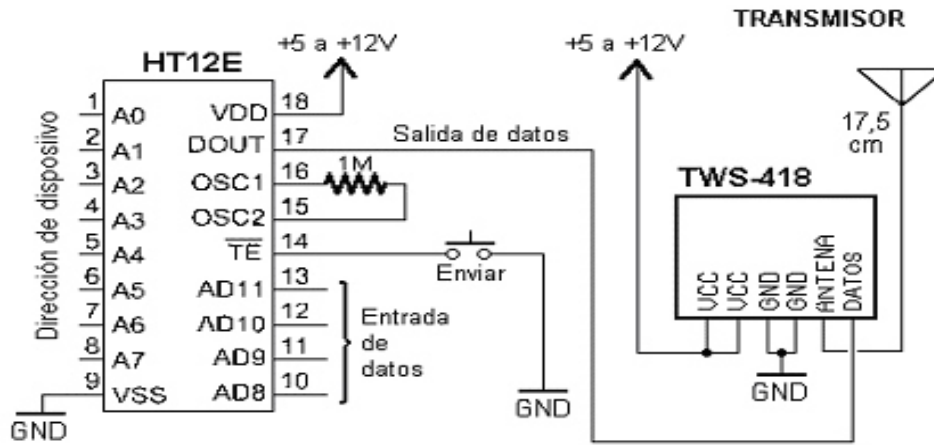 TRANSMISOR
+5 a +12V
+5 a +12V
HT12E
1 A0
2 A1
3 A2
4 A3
5 A4
6 A5
7 A6
8 A7
9 VSS
VDD 18
DOUT 17
OSC1 16
OSC2 15
TE 14
AD11 13
AD10 12
AD9 11
AD8 10
Dirección de dispositivo
GND
Salida de datos
1M
Enviar
Entrada
de
datos
GND
17,5
cm
TWS-418
VCC
VCC
GND
GND
ANTENA
DATOS
GND